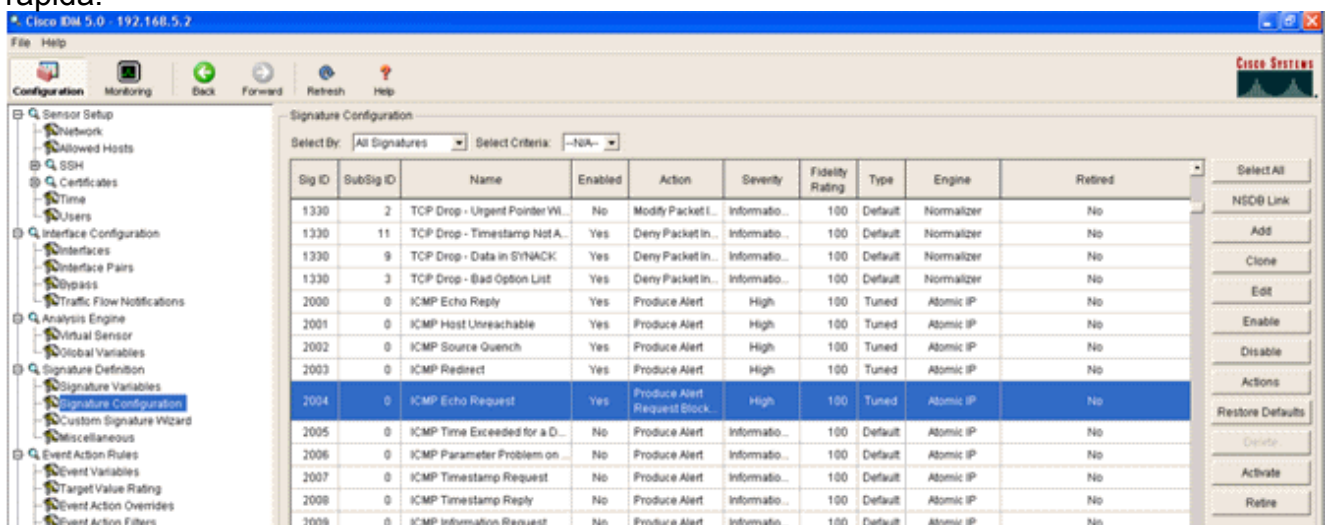 rápida.
Cisco IDM 5.0 - 192.168.5.2
File Help
Configuration Monitoring Back Forward Refresh Help
CISCO SYSTEMS
Sensor Setup
Network
Allowed Hosts
SSH
Certificates
Time
Users
Interface Configuration
Interfaces
Interface Pairs
Bypass
Traffic Flow Notifications
Analysis Engine
Virtual Sensor
Global Variables
Signature Definition
Signature Variables
Signature Configuration
Custom Signature Wizard
Miscellaneous
Event Action Rules
Event Variables
Target Value Rating
Event Action Overrides
Event Action Filters
Signature Configuration
Select By: All Signatures Select Criteria: --N/A--
Sig ID SubSig ID Name Enabled Action Severity Fidelity Rating Type Engine Retired
1330 2 TCP Drop - Urgent Pointer Wi... No Modify Packet I... Informatio... 100 Default Normalizer No
1330 11 TCP Drop - Timestamp Not A... Yes Deny Packet In... Informatio... 100 Default Normalizer No
1330 9 TCP Drop - Data in SYNACK Yes Deny Packet In... Informatio... 100 Default Normalizer No
1330 3 TCP Drop - Bad Option List Yes Deny Packet In... Informatio... 100 Default Normalizer No
2000 0 ICMP Echo Reply Yes Produce Alert High 100 Tuned Atomic IP No
2001 0 ICMP Host Unreachable Yes Produce Alert High 100 Tuned Atomic IP No
2002 0 ICMP Source Quench Yes Produce Alert High 100 Tuned Atomic IP No
2003 0 ICMP Redirect Yes Produce Alert High 100 Tuned Atomic IP No
2004 0 ICMP Echo Request Yes Produce Alert Request Block... High 100 Tuned Atomic IP No
2005 0 ICMP Time Exceeded for a D... No Produce Alert Informatio... 100 Default Atomic IP No
2006 0 ICMP Parameter Problem on ... No Produce Alert Informatio... 100 Default Atomic IP No
2007 0 ICMP Timestamp Request No Produce Alert Informatio... 100 Default Atomic IP No
2008 0 ICMP Timestamp Reply No Produce Alert Informatio... 100 Default Atomic IP No
2009 0 ICMP Information Request No Produce Alert Informatio... 100 Default Atomic IP No
Select All
NSDB Link
Add
Clone
Edit
Enable
Disable
Actions
Restore Defaults
Delete
Activate
Retire